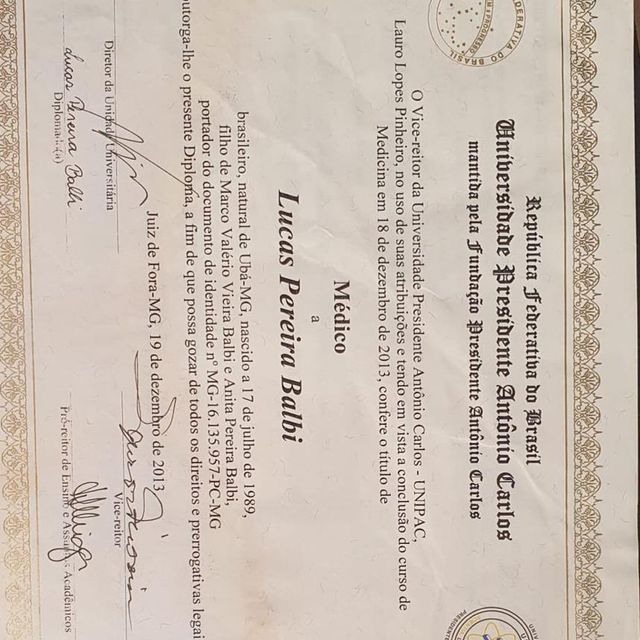 República Federativa do Brasil
Universidade Presidente Antônio Carlos
mantida pela Fundação Presidente Antônio Carlos
O Vice-reitor da Universidade Presidente Antônio Carlos - UNIPAC,
Lauro Lopes Pinheiro, no uso de suas atribuições e tendo em vista a conclusão do curso de
Medicina em 18 de dezembro de 2013, confere o título de
Médico
a
Lucas Pereira Balbi
brasileiro, natural de Ubá-MG, nascido a 17 de julho de 1989,
filho de Marco Valério Vieira Balbi e Anita Pereira Balbi,
portador do documento de identidade nº MG-16.135.957-PC-MG
outorga-lhe o presente Diploma, a fim de que possa gozar de todos os direitos e prerrogativas legai
Juiz de Fora-MG, 19 de dezembro de 2013
Diretor da Unidade Universitária
Vice-reitor
Lucas Pereira Balbi
Diplomado(a)
Pró-reitor de Ensino e Assuntos Acadêmicos